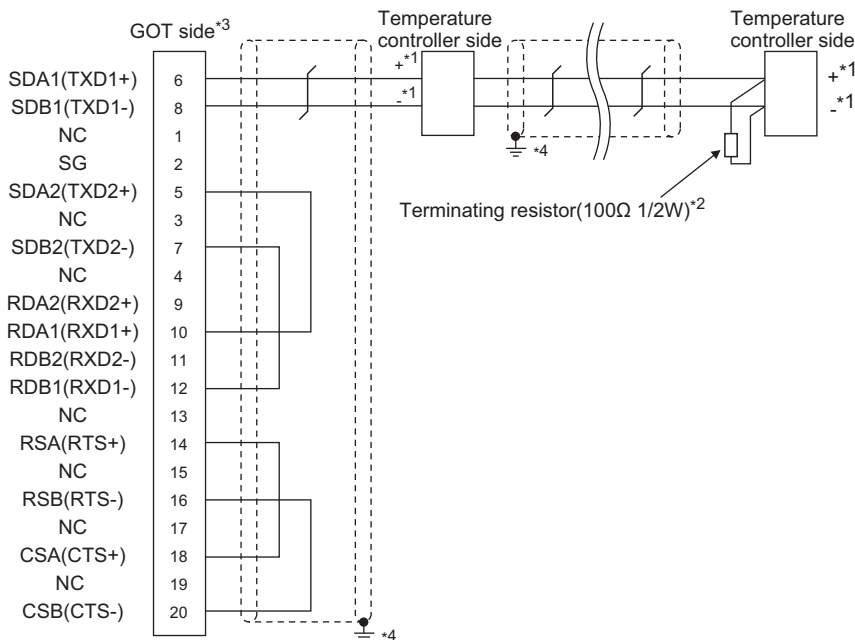 GOT side*3
Temperature
controller side
Temperature
controller side
+*1
-*1
+*1
-*1
SDA1(TXD1+) 6
SDB1(TXD1-) 8
NC 1
SG 2
SDA2(TXD2+) 5
NC 3
SDB2(TXD2-) 7
NC 4
RDA2(RXD2+) 9
RDA1(RXD1+) 10
RDB2(RXD2-) 11
RDB1(RXD1-) 12
NC 13
RSA(RTS+) 14
NC 15
RSB(RTS-) 16
NC 17
CSA(CTS+) 18
NC 19
CSB(CTS-) 20
*4
Terminating resistor(100Ω 1/2W)*2
*4